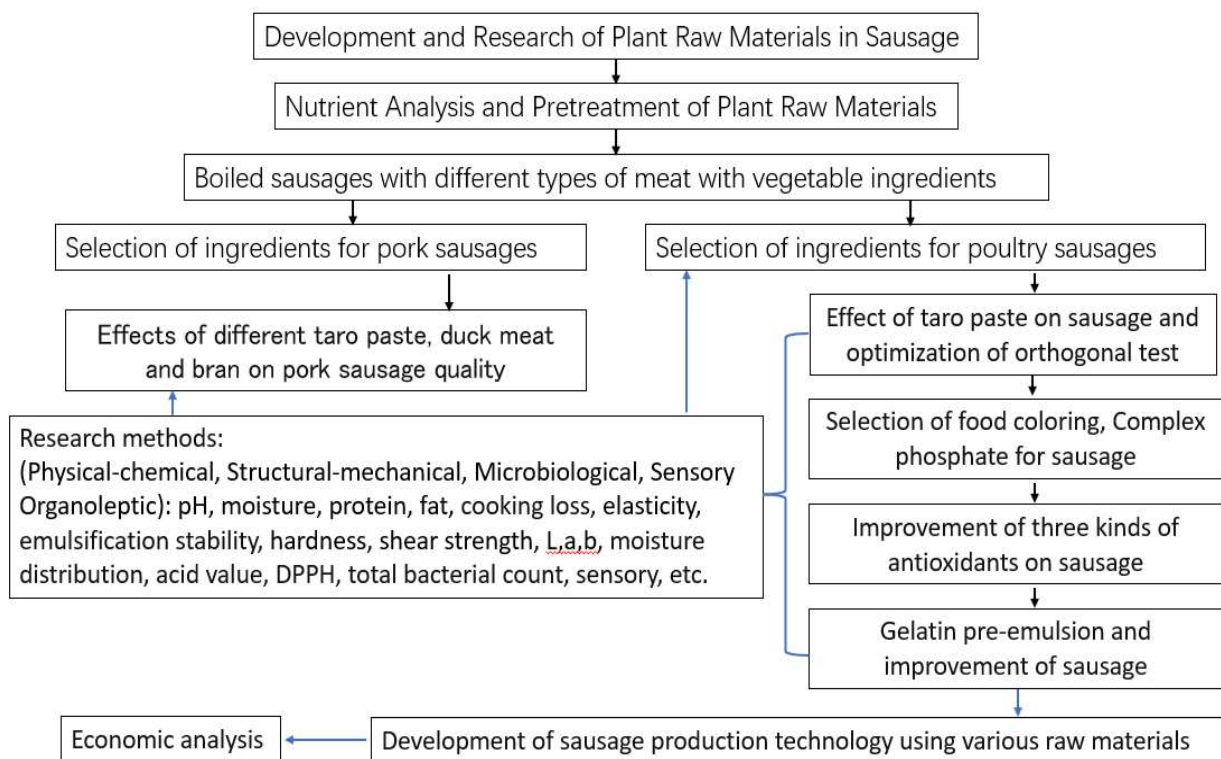 Development and Research of Plant Raw Materials in Sausage
Nutrient Analysis and Pretreatment of Plant Raw Materials
Boiled sausages with different types of meat with vegetable ingredients
Selection of ingredients for pork sausages
Selection of ingredients for poultry sausages
Effects of different taro paste, duck meat
and bran on pork sausage quality
Effect of taro paste on sausage and
optimization of orthogonal test
Research methods:
(Physical-chemical, Structural-mechanical, Microbiological, Sensory
Organoleptic): pH, moisture, protein, fat, cooking loss, elasticity,
emulsification stability, hardness, shear strength, L,a,b, moisture
distribution, acid value, DPPH, total bacterial count, sensory, etc.
Selection of food coloring, Complex
phosphate for sausage
Improvement of three kinds of
antioxidants on sausage
Gelatin pre-emulsion and
improvement of sausage
Economic analysis
Development of sausage production technology using various raw materials